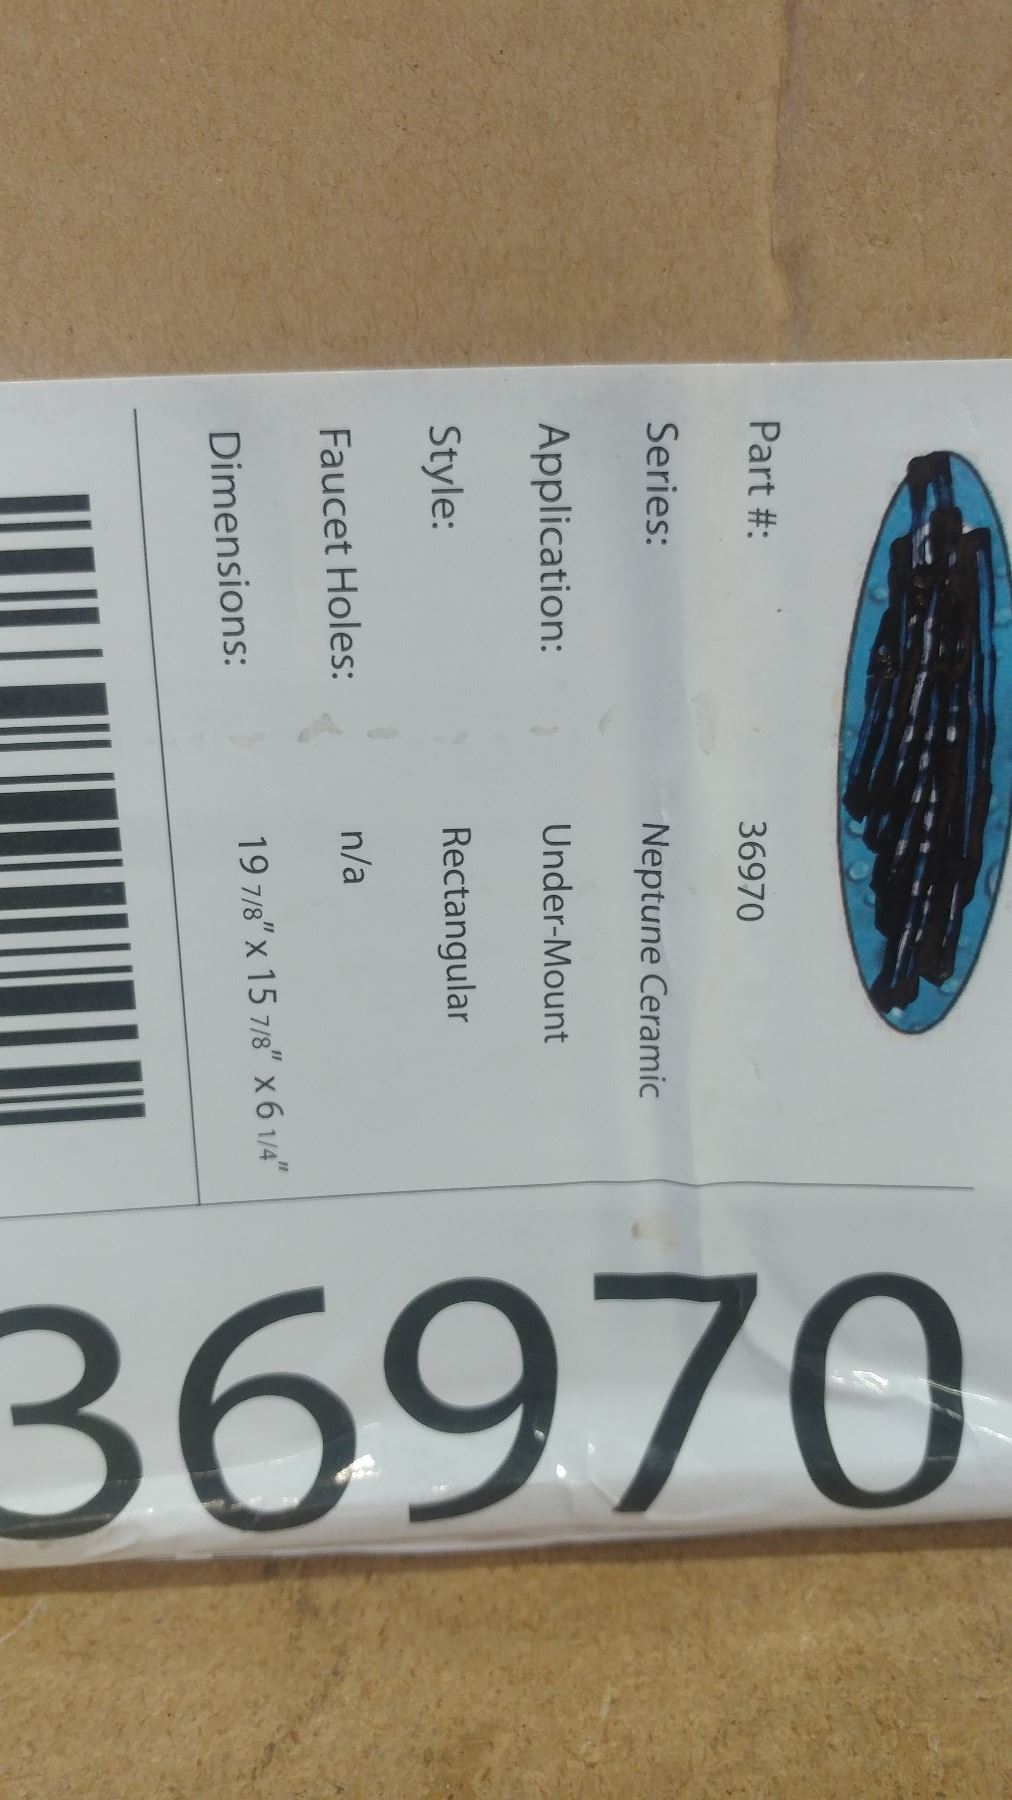 Part #: 36970
Series: Neptune Ceramic
Application: Under-Mount
Style: Rectangular
Faucet Holes: n/a
Dimensions: 19 7/8" x 15 7/8" x 6 1/4"
36970